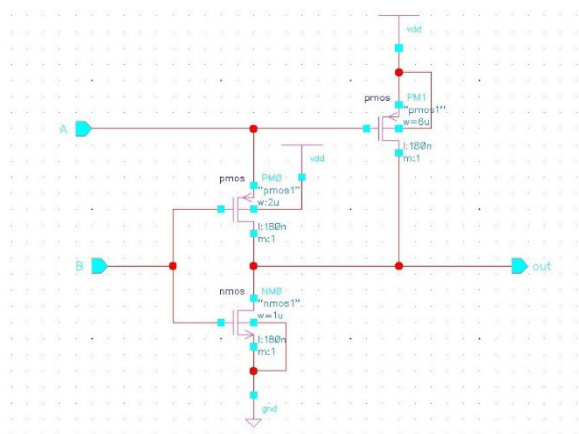 vdd
pmos
PM1
"pmos1"
w=6u
l:180n
m:1
A
vdd
pmos
PM0
"pmos1"
w:2u
l:180n
m:1
B
out
nmos
NM0
"nmos1"
w=1u
l:180n
m:1
gnd